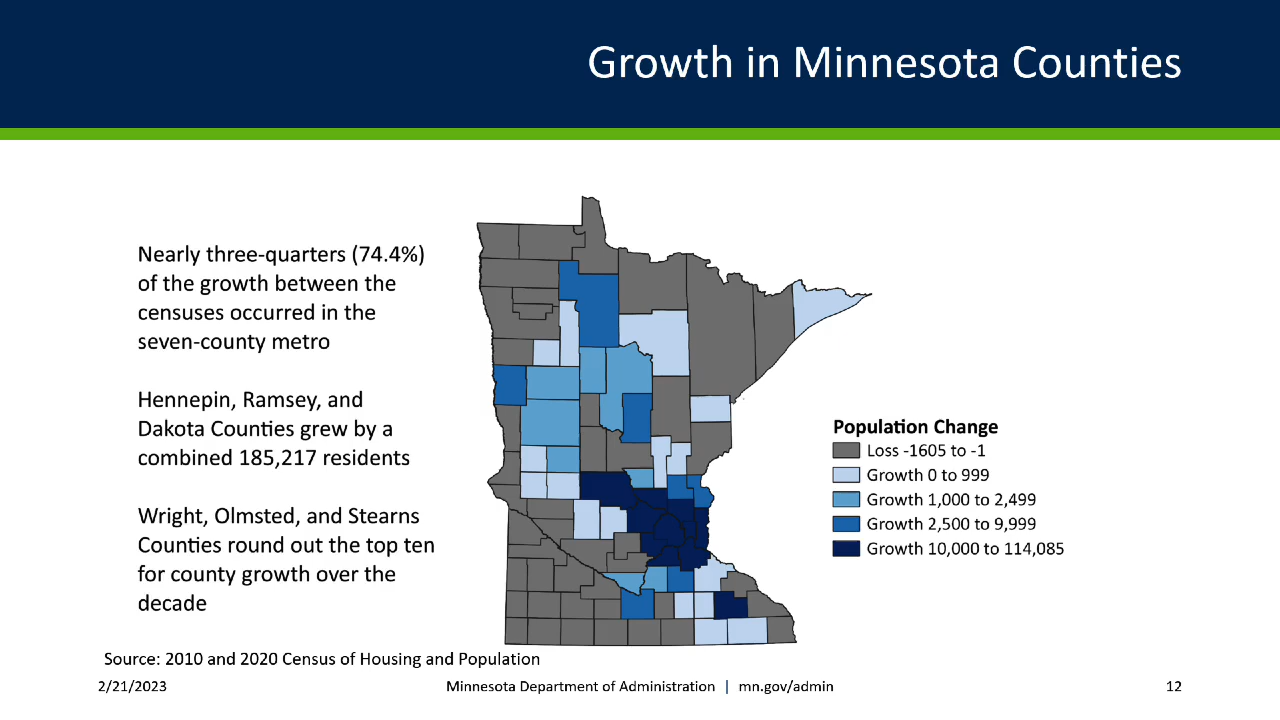 Growth in Minnesota Counties
Nearly three-quarters (74.4%)
of the growth between the
censuses occurred in the
seven-county metro
Hennepin, Ramsey, and
Dakota Counties grew by a
combined 185,217 residents
Wright, Olmsted, and Stearns
Counties round out the top ten
for county growth over the
decade
Population Change
Loss -1605 to -1
Growth 0 to 999
Growth 1,000 to 2,499
Growth 2,500 to 9,999
Growth 10,000 to 114,085
Source: 2010 and 2020 Census of Housing and Population
2/21/2023
Minnesota Department of Administration | mn.gov/admin
12